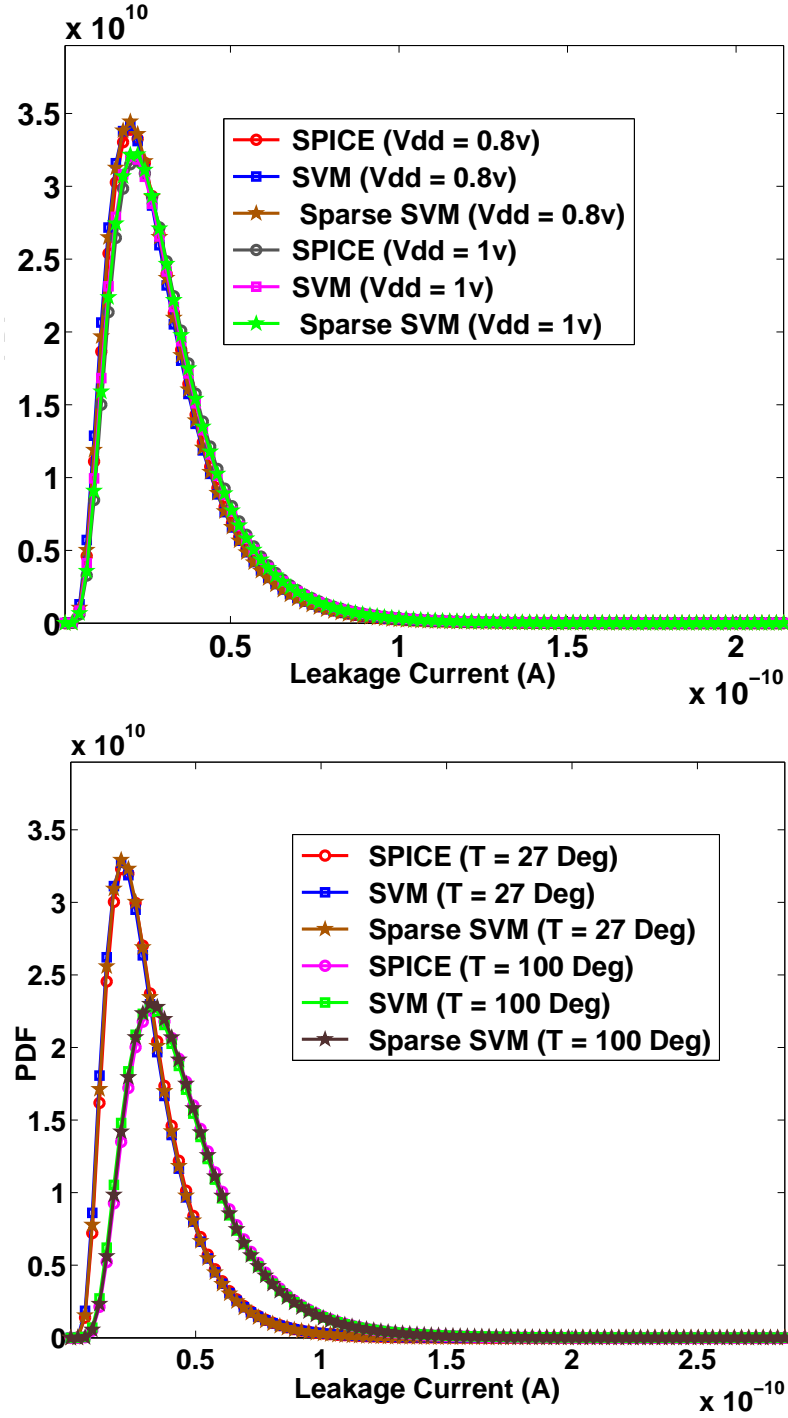 x 10^10
3.5
3
2.5
2
1.5
1
0.5
0
SPICE (Vdd = 0.8v)
SVM (Vdd = 0.8v)
Sparse SVM (Vdd = 0.8v)
SPICE (Vdd = 1v)
SVM (Vdd = 1v)
Sparse SVM (Vdd = 1v)
0.5 1 1.5 2
Leakage Current (A)
x 10^−10
x 10^10
3.5
3
2.5
2
1.5
1
0.5
0
PDF
SPICE (T = 27 Deg)
SVM (T = 27 Deg)
Sparse SVM (T = 27 Deg)
SPICE (T = 100 Deg)
SVM (T = 100 Deg)
Sparse SVM (T = 100 Deg)
0.5 1 1.5 2 2.5
Leakage Current (A)
x 10^−10